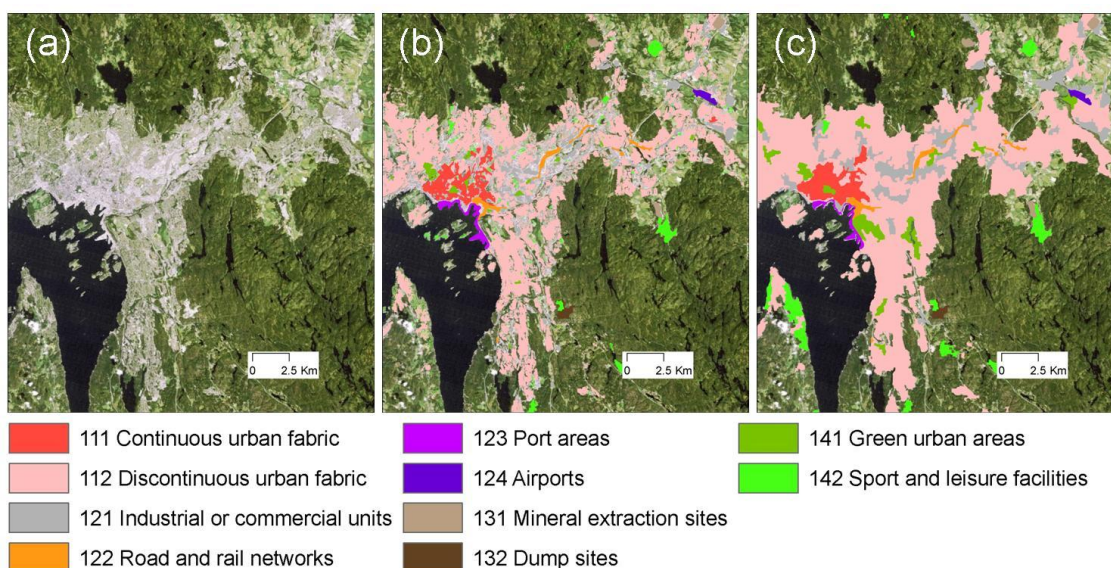 (a)
(b)
(c)
0 2.5 Km
0 2.5 Km
0 2.5 Km
111 Continuous urban fabric
112 Discontinuous urban fabric
121 Industrial or commercial units
122 Road and rail networks
123 Port areas
124 Airports
131 Mineral extraction sites
132 Dump sites
141 Green urban areas
142 Sport and leisure facilities